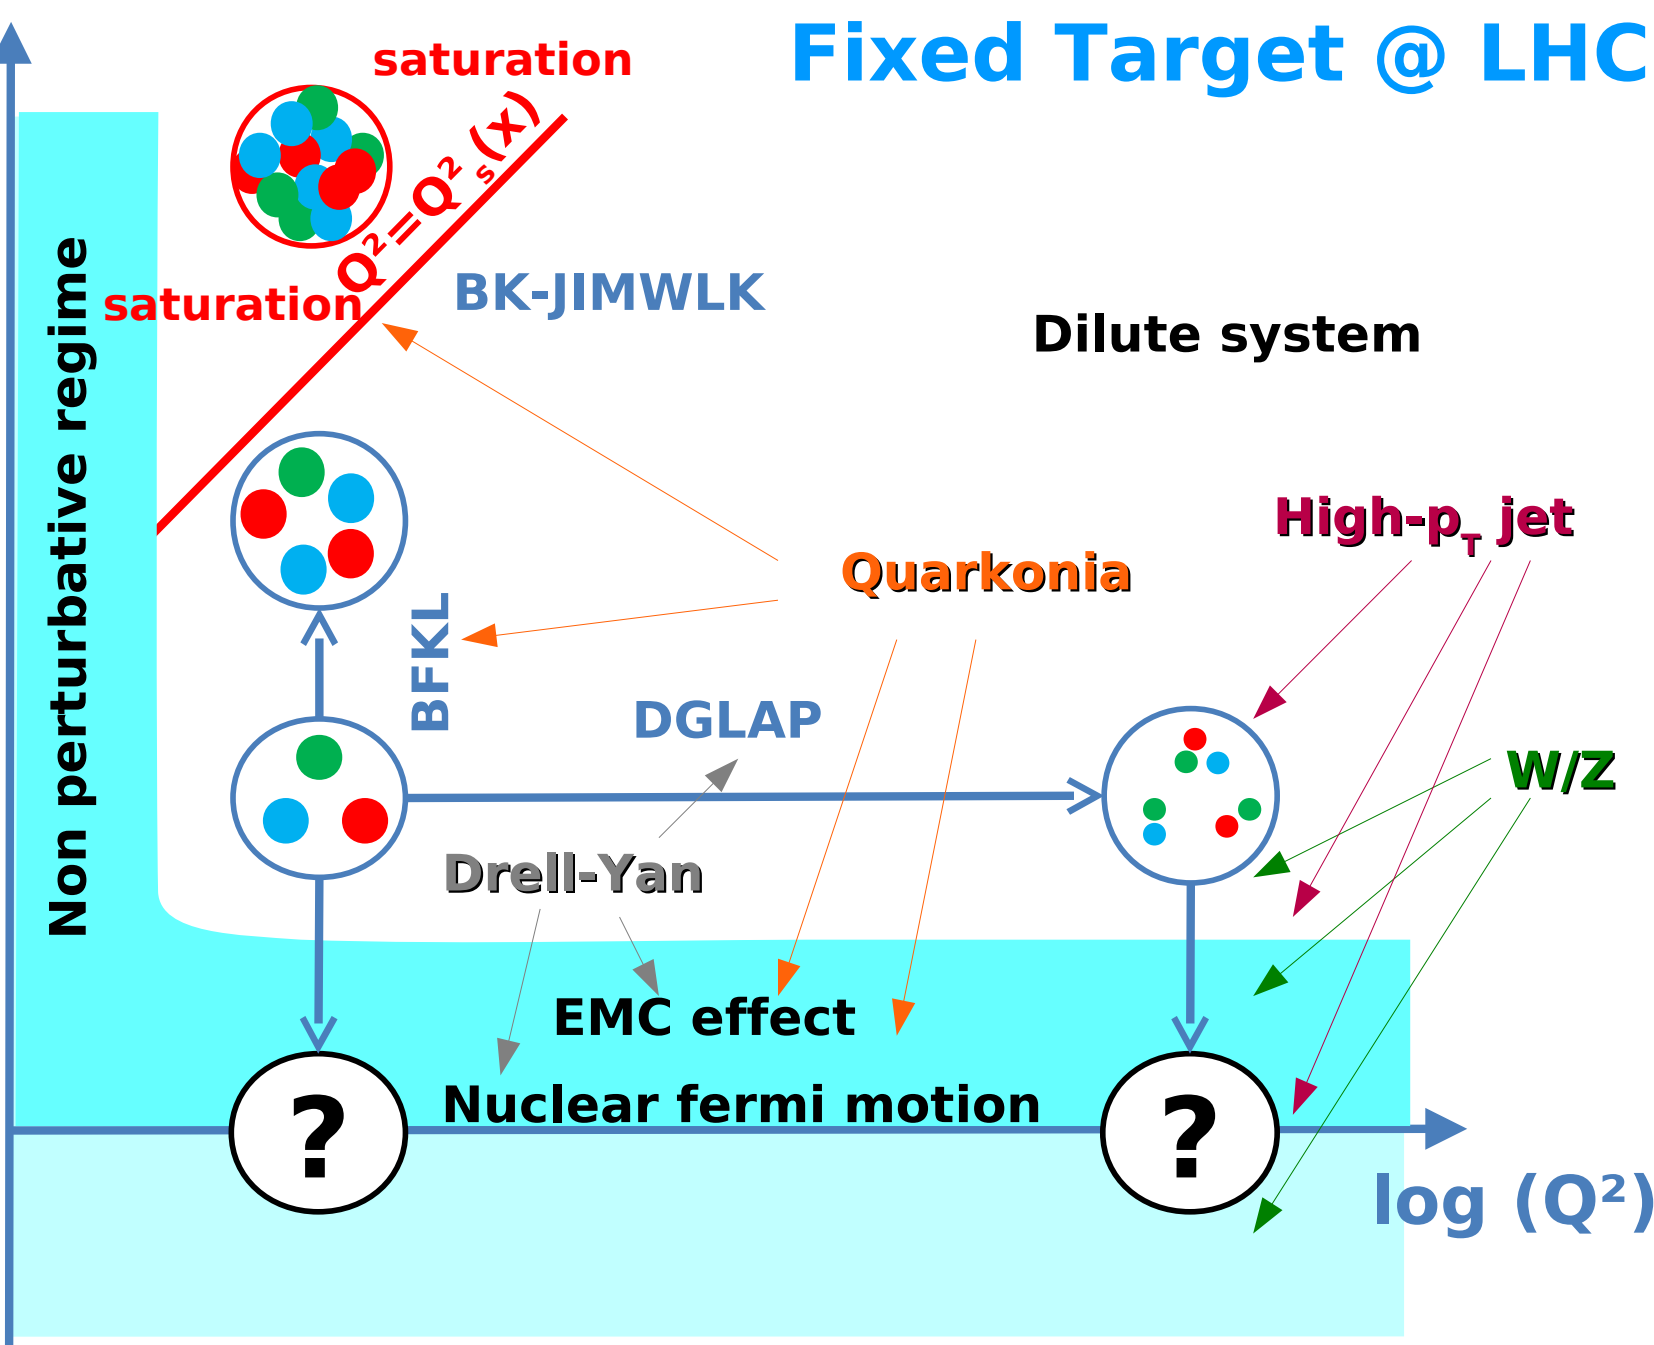 Fixed Target @ LHC
saturation
Q²=Q²s(x)
saturation
BK-JIMWLK
Dilute system
Non perturbative regime
High-pT jet
Quarkonia
BFKL
DGLAP
W/Z
Drell-Yan
EMC effect
Nuclear fermi motion
?
?
log (Q²)